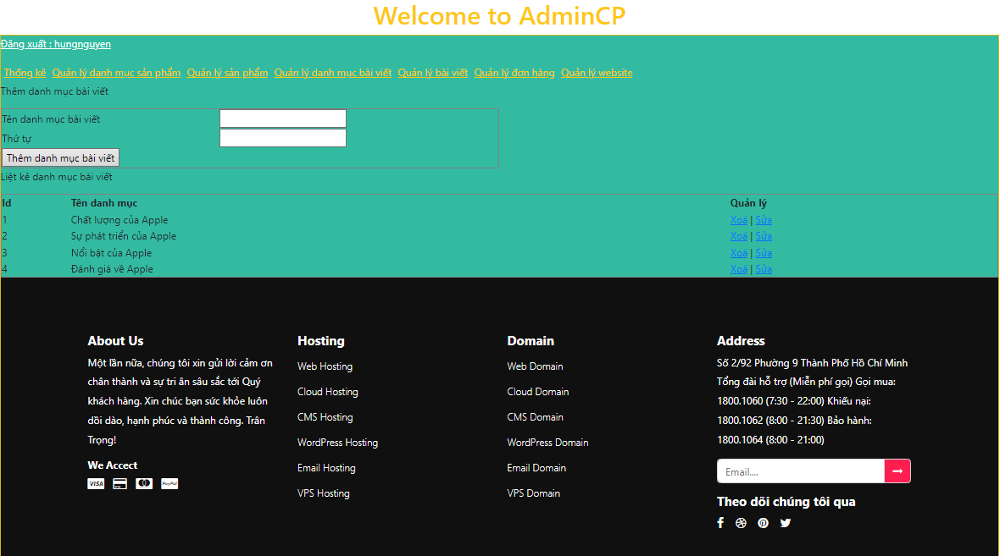 Welcome to AdminCP
Đăng xuất : hungnguyen
Thống kê Quản lý danh mục sản phẩm Quản lý sản phẩm Quản lý danh mục bài viết Quản lý bài viết Quản lý đơn hàng Quản lý website
Thêm danh mục bài viết
Tên danh mục bài viết
Thứ tự
Thêm danh mục bài viết
Liệt kê danh mục bài viết
Id Tên danh mục Quản lý
1 Chất lượng của Apple Xoá | Sửa
2 Sự phát triển của Apple Xoá | Sửa
3 Nổi bật của Apple Xoá | Sửa
4 Đánh giá về Apple Xoá | Sửa
About Us
Một lần nữa, chúng tôi xin gửi lời cảm ơn
chân thành và sự tri ân sâu sắc tới Quý
khách hàng. Xin chúc bạn sức khỏe luôn
dồi dào, hạnh phúc và thành công. Trân
Trọng!
We Accect
VISA
PayPal
Hosting
Web Hosting
Cloud Hosting
CMS Hosting
WordPress Hosting
Email Hosting
VPS Hosting
Domain
Web Domain
Cloud Domain
CMS Domain
WordPress Domain
Email Domain
VPS Domain
Address
Số 2/92 Phường 9 Thành Phố Hồ Chí Minh
Tổng đài hỗ trợ (Miễn phí gọi) Gọi mua:
1800.1060 (7:30 - 22:00) Khiếu nại:
1800.1062 (8:00 - 21:30) Bảo hành:
1800.1064 (8:00 - 21:00)
Email....
Theo dõi chúng tôi qua